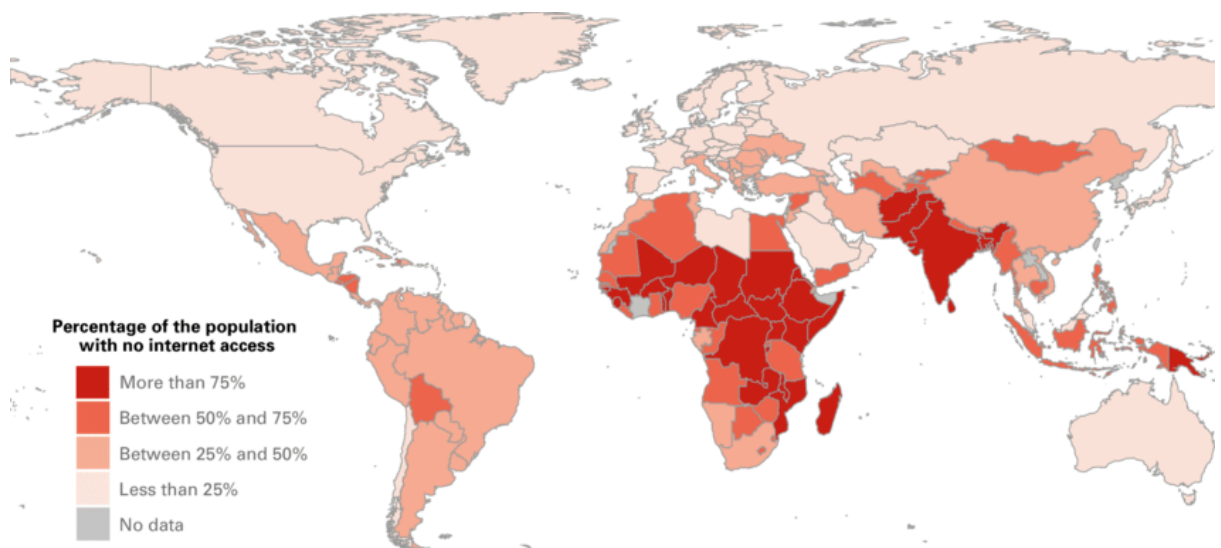 Percentage of the population
with no internet access
More than 75%
Between 50% and 75%
Between 25% and 50%
Less than 25%
No data